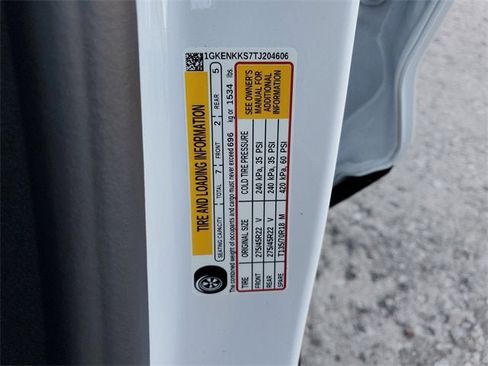 1GKENKKS7TJ204606
TIRE AND LOADING INFORMATION
SEATING CAPACITY TOTAL 7 FRONT 2 REAR 5
The combined weight of occupants and cargo must never exceed 696 kg or 1534 lbs.
TIRE ORIGINAL SIZE COLD TIRE PRESSURE
FRONT 275/45R22 V 240 kPa, 35 PSI
REAR 275/45R22 V 240 kPa, 35 PSI
SPARE T135/70R18 M 420 kPa, 60 PSI
SEE OWNER'S
MANUAL FOR
ADDITIONAL
INFORMATION